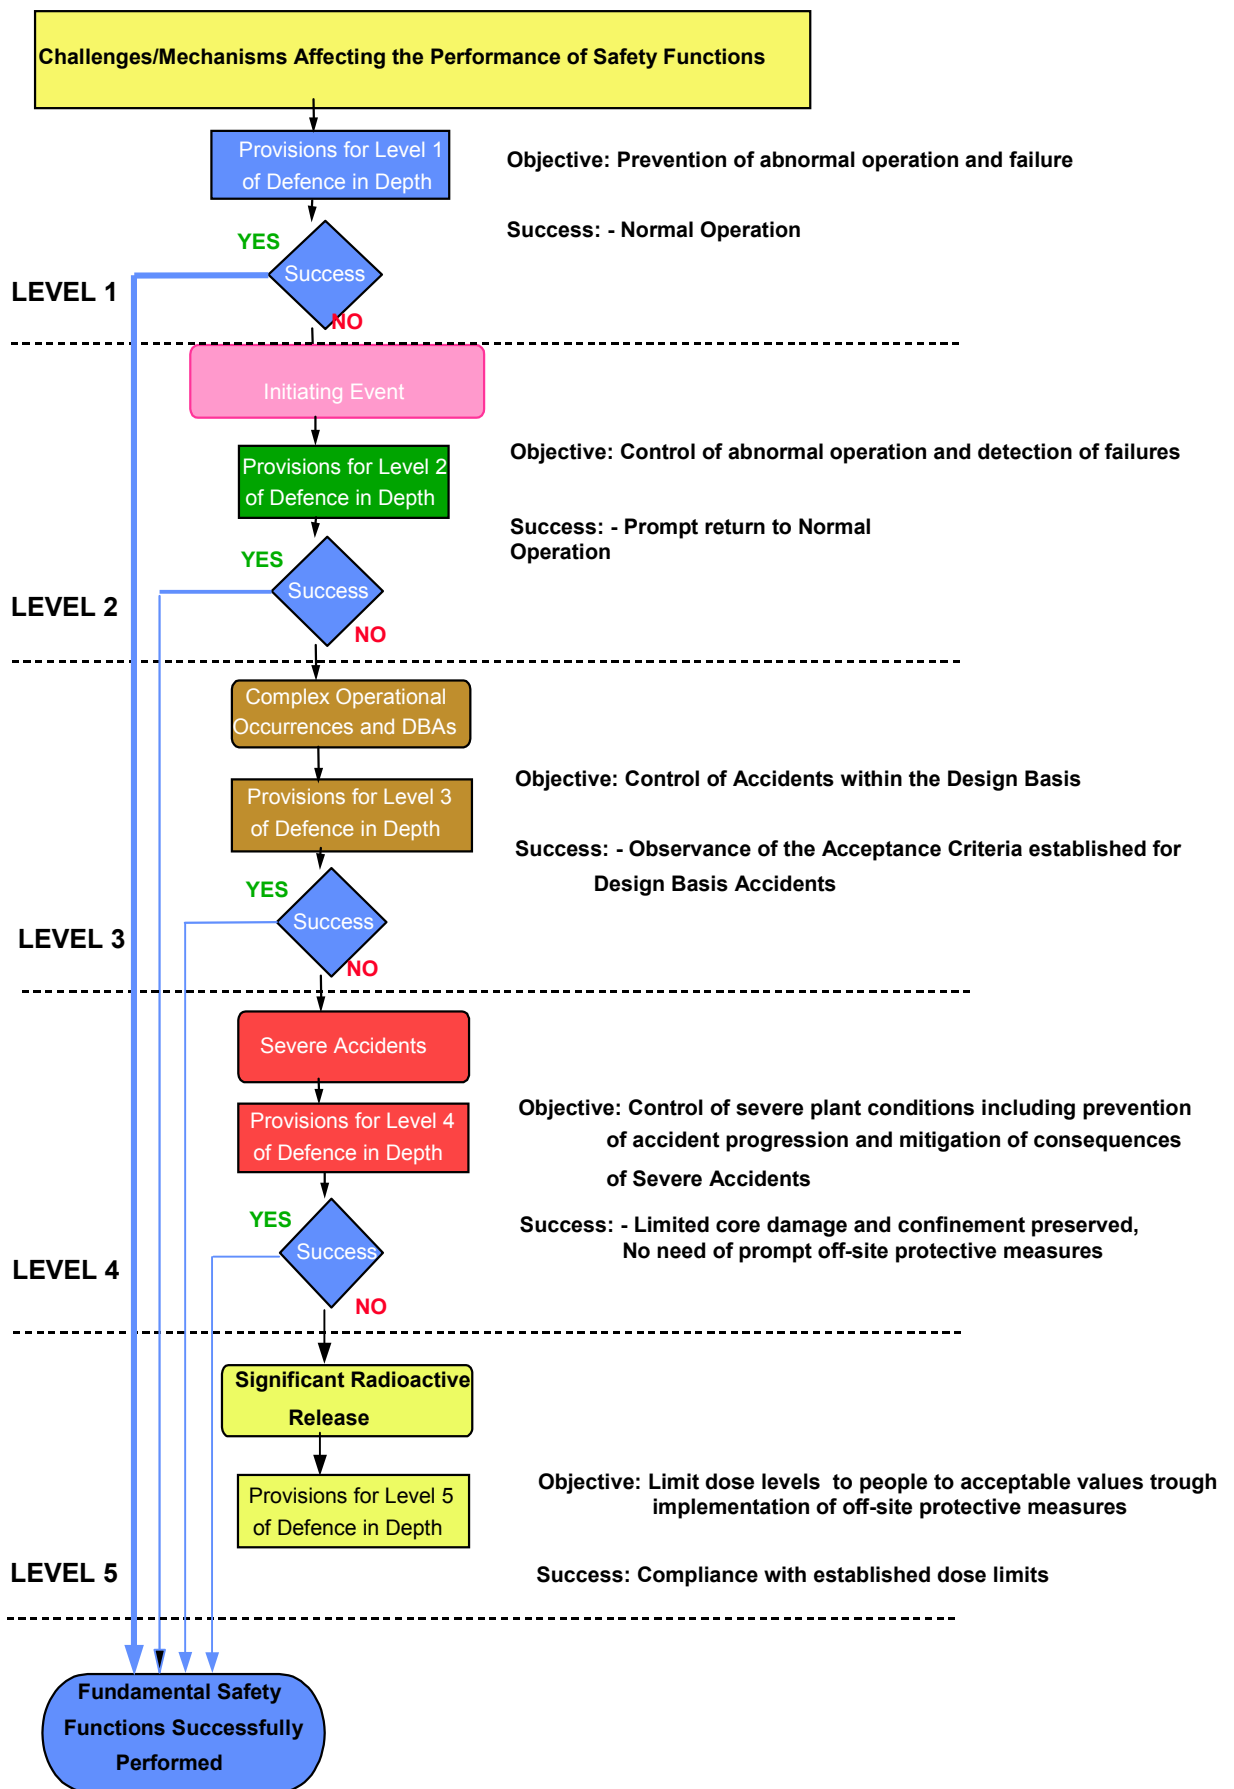 Challenges/Mechanisms Affecting the Performance of Safety Functions
Provisions for Level 1
of Defence in Depth
Objective: Prevention of abnormal operation and failure
Success: - Normal Operation
YES
Success
LEVEL 1
NO
Initiating Event
Provisions for Level 2
of Defence in Depth
Objective: Control of abnormal operation and detection of failures
Success: - Prompt return to Normal
Operation
YES
Success
LEVEL 2
NO
Complex Operational
Occurrences and DBAs
Provisions for Level 3
of Defence in Depth
Objective: Control of Accidents within the Design Basis
Success: - Observance of the Acceptance Criteria established for
Design Basis Accidents
YES
Success
LEVEL 3
NO
Severe Accidents
Provisions for Level 4
of Defence in Depth
Objective: Control of severe plant conditions including prevention
of accident progression and mitigation of consequences
of Severe Accidents
Success: - Limited core damage and confinement preserved,
No need of prompt off-site protective measures
YES
Success
LEVEL 4
NO
Significant Radioactive
Release
Provisions for Level 5
of Defence in Depth
Objective: Limit dose levels to people to acceptable values trough
implementation of off-site protective measures
LEVEL 5
Success: Compliance with established dose limits
Fundamental Safety
Functions Successfully
Performed